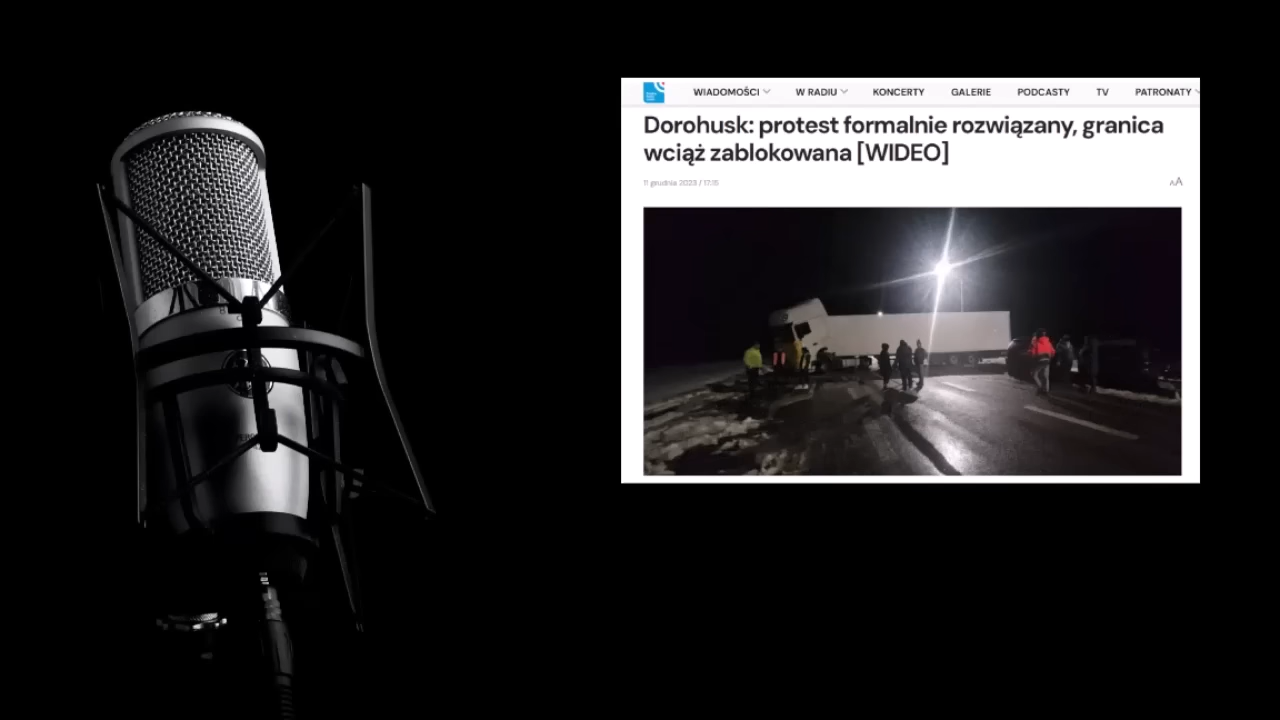 WIADOMOŚCI W RADIU KONCERTY GALERIE PODCASTY TV PATRONATY
Dorohusk: protest formalnie rozwiązany, granica
wciąż zablokowana [WIDEO]
11 grudnia 2023 / 17:15
AA